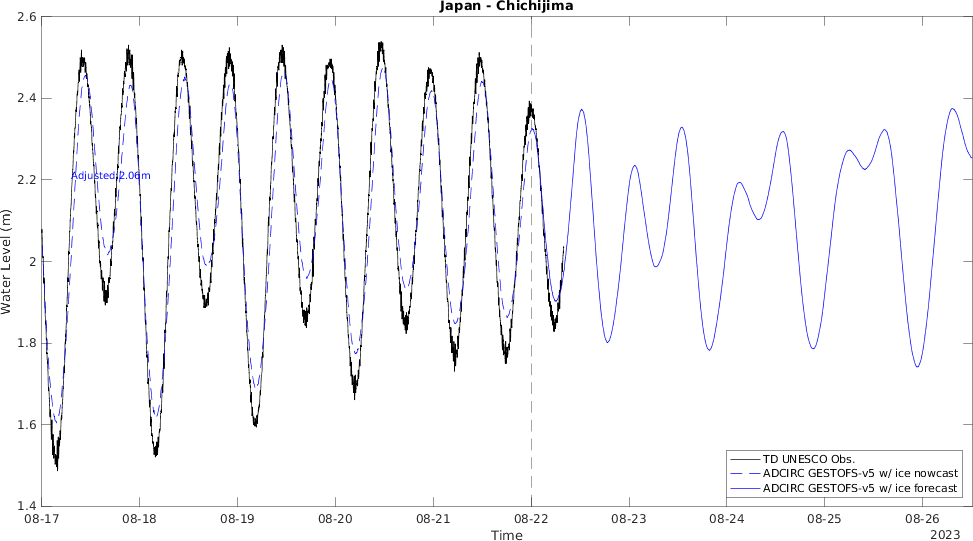 Japan - Chichijima
2.6
2.4
2.2
2
1.8
1.6
1.4
Water Level (m)
Adjusted:2.06m
TD UNESCO Obs.
ADCIRC GESTOFS-v5 w/ ice nowcast
ADCIRC GESTOFS-v5 w/ ice forecast
08-17 08-18 08-19 08-20 08-21 08-22 08-23 08-24 08-25 08-26
Time
2023